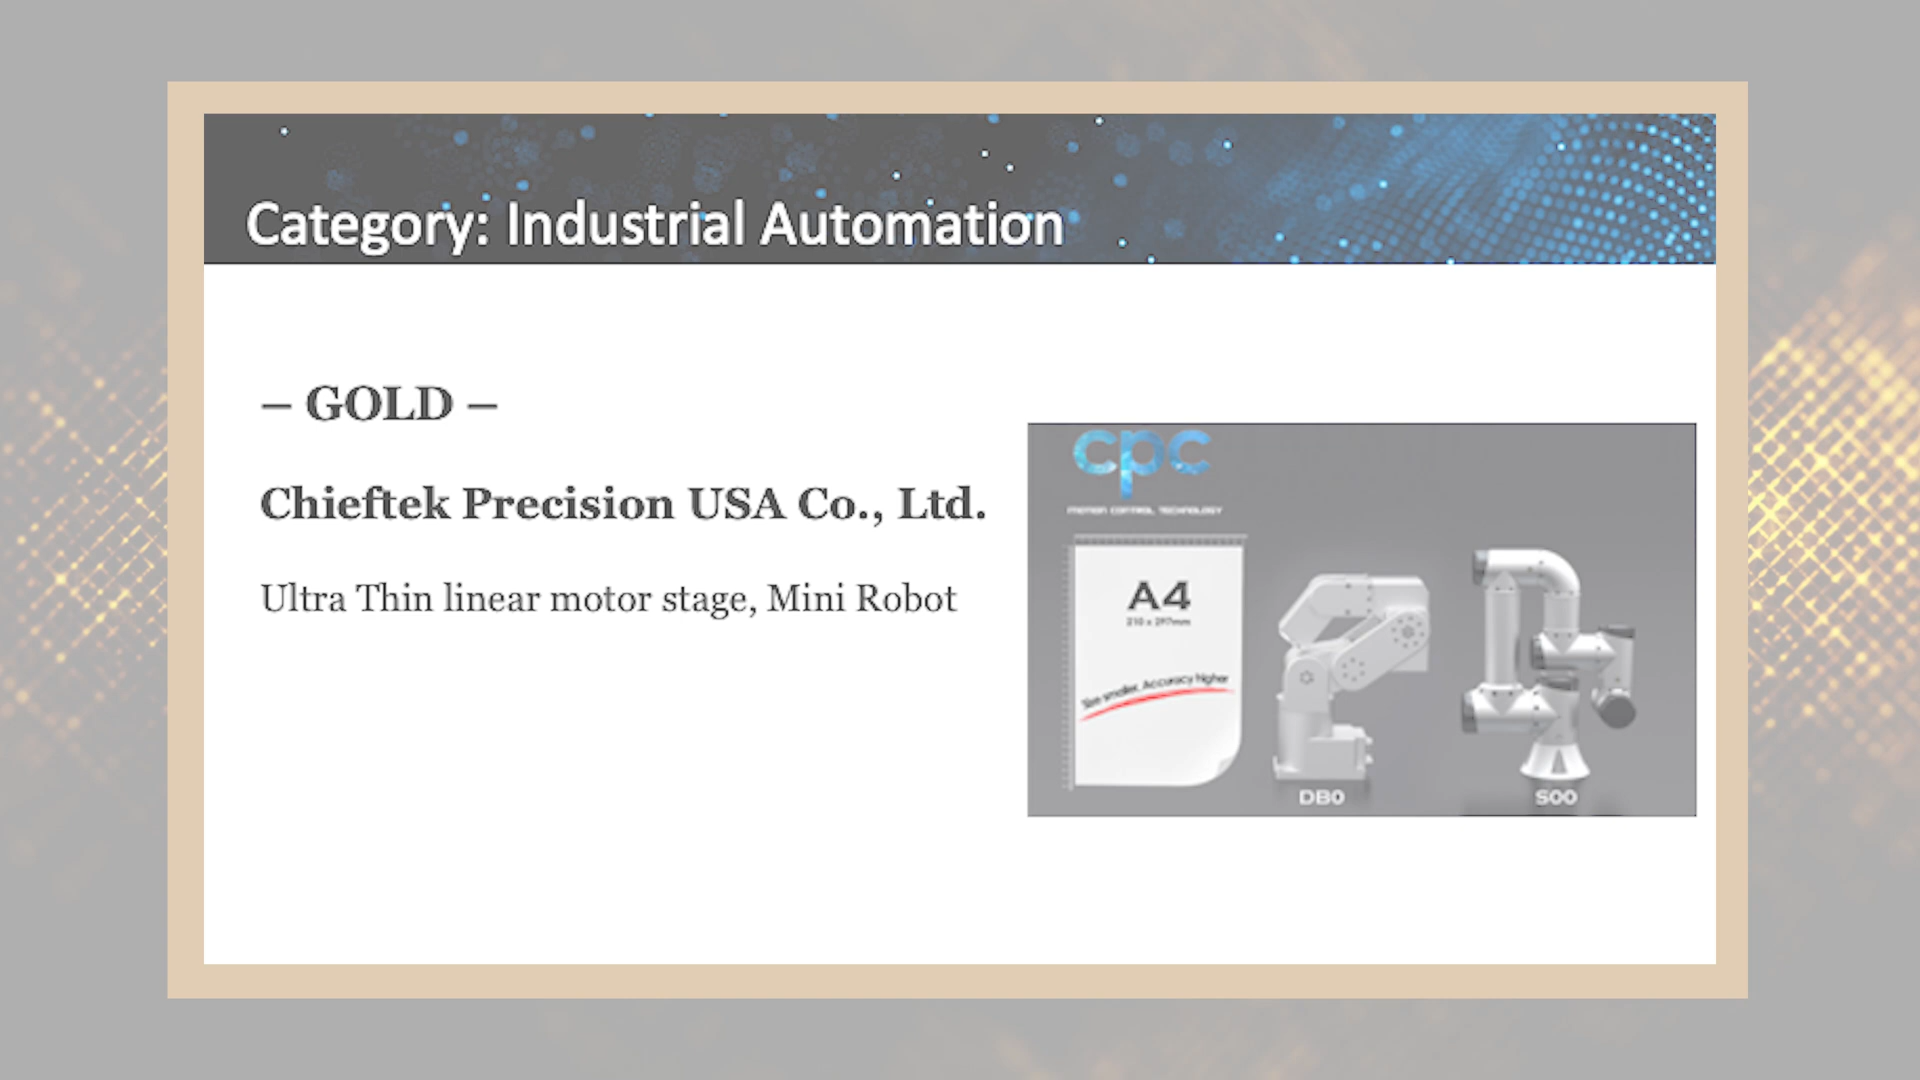 Category: Industrial Automation
– GOLD –
Chieftek Precision USA Co., Ltd.
Ultra Thin linear motor stage, Mini Robot
cpc
MOTION CONTROL TECHNOLOGY
A4
210 x 297mm
Size smaller, Accuracy higher
DB0
S00